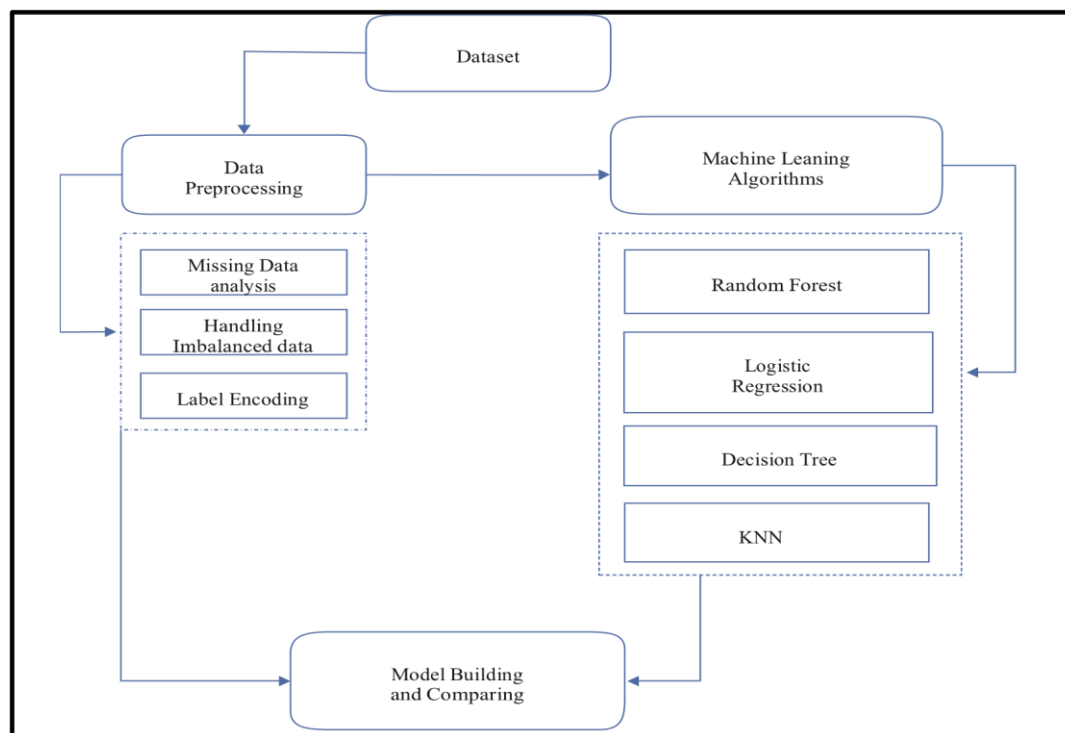 Dataset
Data
Preprocessing
Machine Leaning
Algorithms
Missing Data
analysis
Handling
Imbalanced data
Label Encoding
Random Forest
Logistic
Regression
Decision Tree
KNN
Model Building
and Comparing